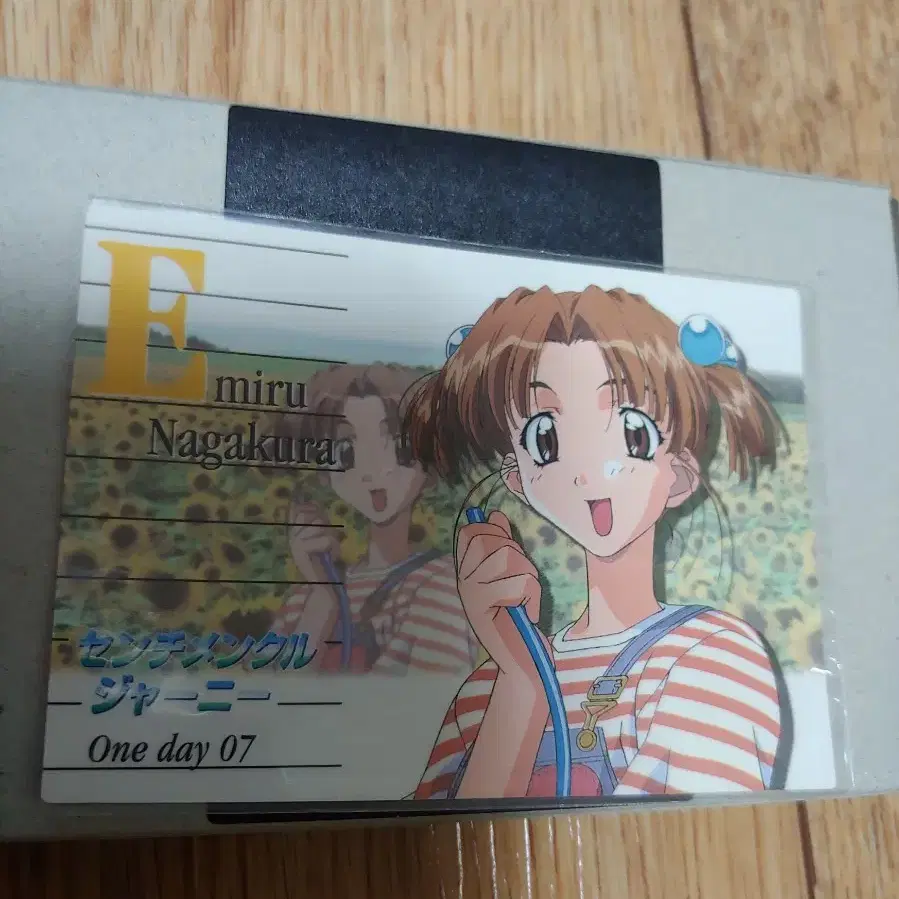 Emiru
Nagakura
センチメンタル
ジャーニー
One day 07